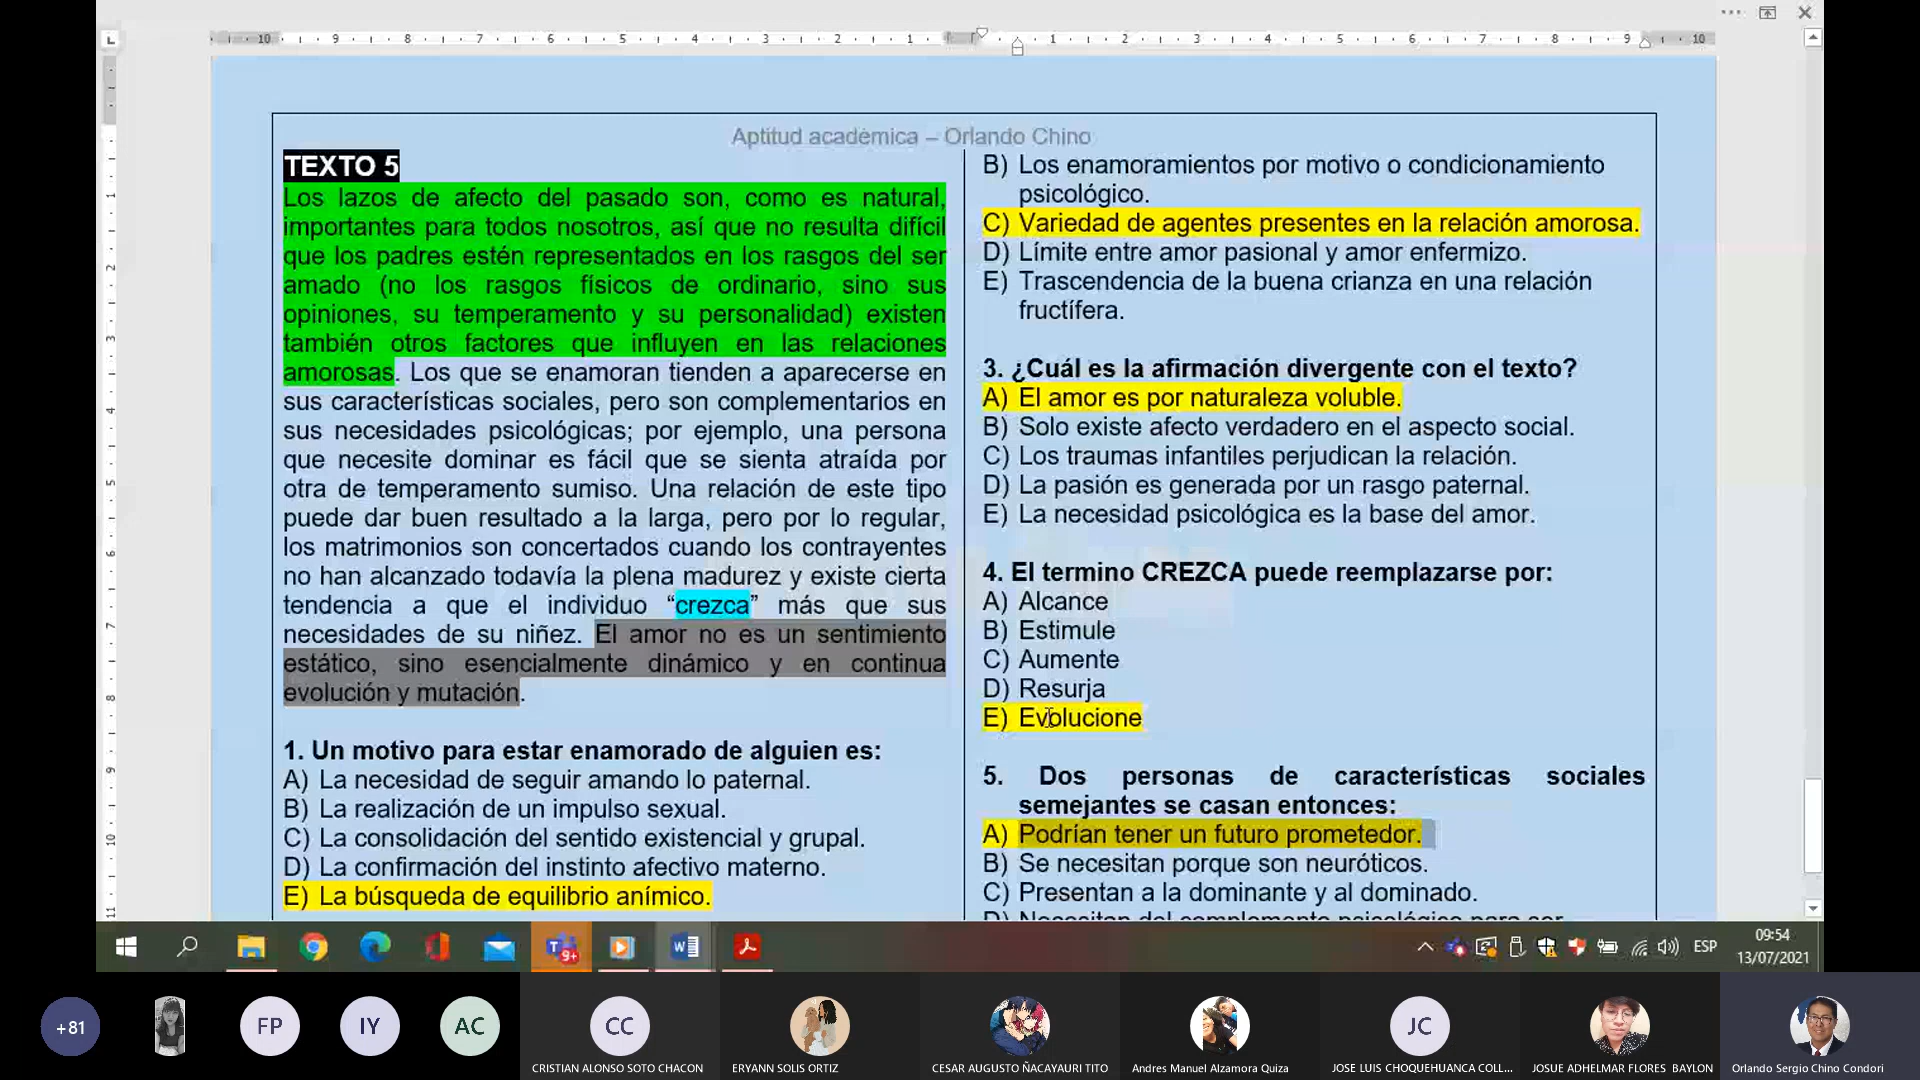 Aptitud académica – Orlando Chino
TEXTO 5
Los lazos de afecto del pasado son, como es natural,
importantes para todos nosotros, así que no resulta difícil
que los padres estén representados en los rasgos del ser
amado (no los rasgos físicos de ordinario, sino sus
opiniones, su temperamento y su personalidad) existen
también otros factores que influyen en las relaciones
amorosas. Los que se enamoran tienden a aparecerse en
sus características sociales, pero son complementarios en
sus necesidades psicológicas; por ejemplo, una persona
que necesite dominar es fácil que se sienta atraída por
otra de temperamento sumiso. Una relación de este tipo
puede dar buen resultado a la larga, pero por lo regular,
los matrimonios son concertados cuando los contrayentes
no han alcanzado todavía la plena madurez y existe cierta
tendencia a que el individuo “crezca” más que sus
necesidades de su niñez. El amor no es un sentimiento
estático, sino esencialmente dinámico y en continua
evolución y mutación.
1. Un motivo para estar enamorado de alguien es:
A) La necesidad de seguir amando lo paternal.
B) La realización de un impulso sexual.
C) La consolidación del sentido existencial y grupal.
D) La confirmación del instinto afectivo materno.
E) La búsqueda de equilibrio anímico.
B) Los enamoramientos por motivo o condicionamiento
psicológico.
C) Variedad de agentes presentes en la relación amorosa.
D) Límite entre amor pasional y amor enfermizo.
E) Trascendencia de la buena crianza en una relación
fructífera.
3. ¿Cuál es la afirmación divergente con el texto?
A) El amor es por naturaleza voluble.
B) Solo existe afecto verdadero en el aspecto social.
C) Los traumas infantiles perjudican la relación.
D) La pasión es generada por un rasgo paternal.
E) La necesidad psicológica es la base del amor.
4. El termino CREZCA puede reemplazarse por:
A) Alcance
B) Estimule
C) Aumente
D) Resurja
E) Evolucione
5. Dos personas de características sociales
semejantes se casan entonces:
A) Podrían tener un futuro prometedor.
B) Se necesitan porque son neuróticos.
C) Presentan a la dominante y al dominado.
D) Necesitan del complemento psicológico para ser
ESP
09:54
13/07/2021
+81
FP
IY
AC
CC
JC
CRISTIAN ALONSO SOTO CHACON
ERYANN SOLIS ORTIZ
CESAR AUGUSTO ÑACAYAURI TITO
Andres Manuel Alzamora Quiza
JOSE LUIS CHOQUEHUANCA COLL...
JOSUE ADHELMAR FLORES BAYLON
Orlando Sergio Chino Condori